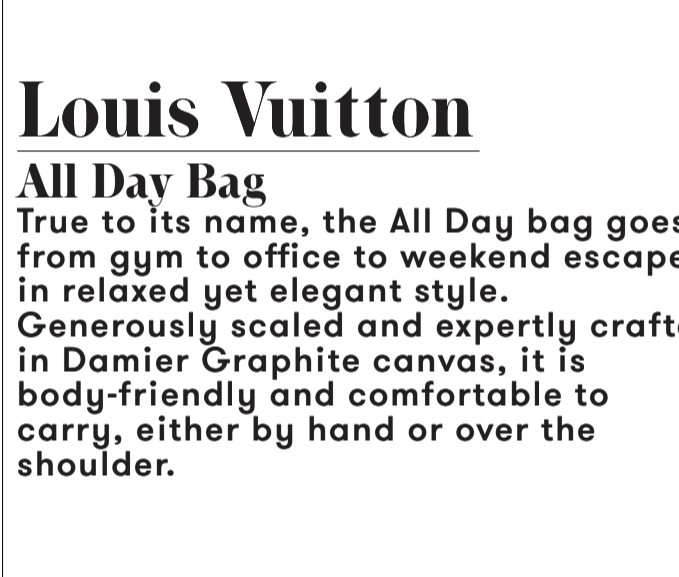 Louis Vuitton
All Day Bag
True to its name, the All Day bag goes
from gym to office to weekend escape
in relaxed yet elegant style.
Generously scaled and expertly craft
in Damier Graphite canvas, it is
body-friendly and comfortable to
carry, either by hand or over the
shoulder.